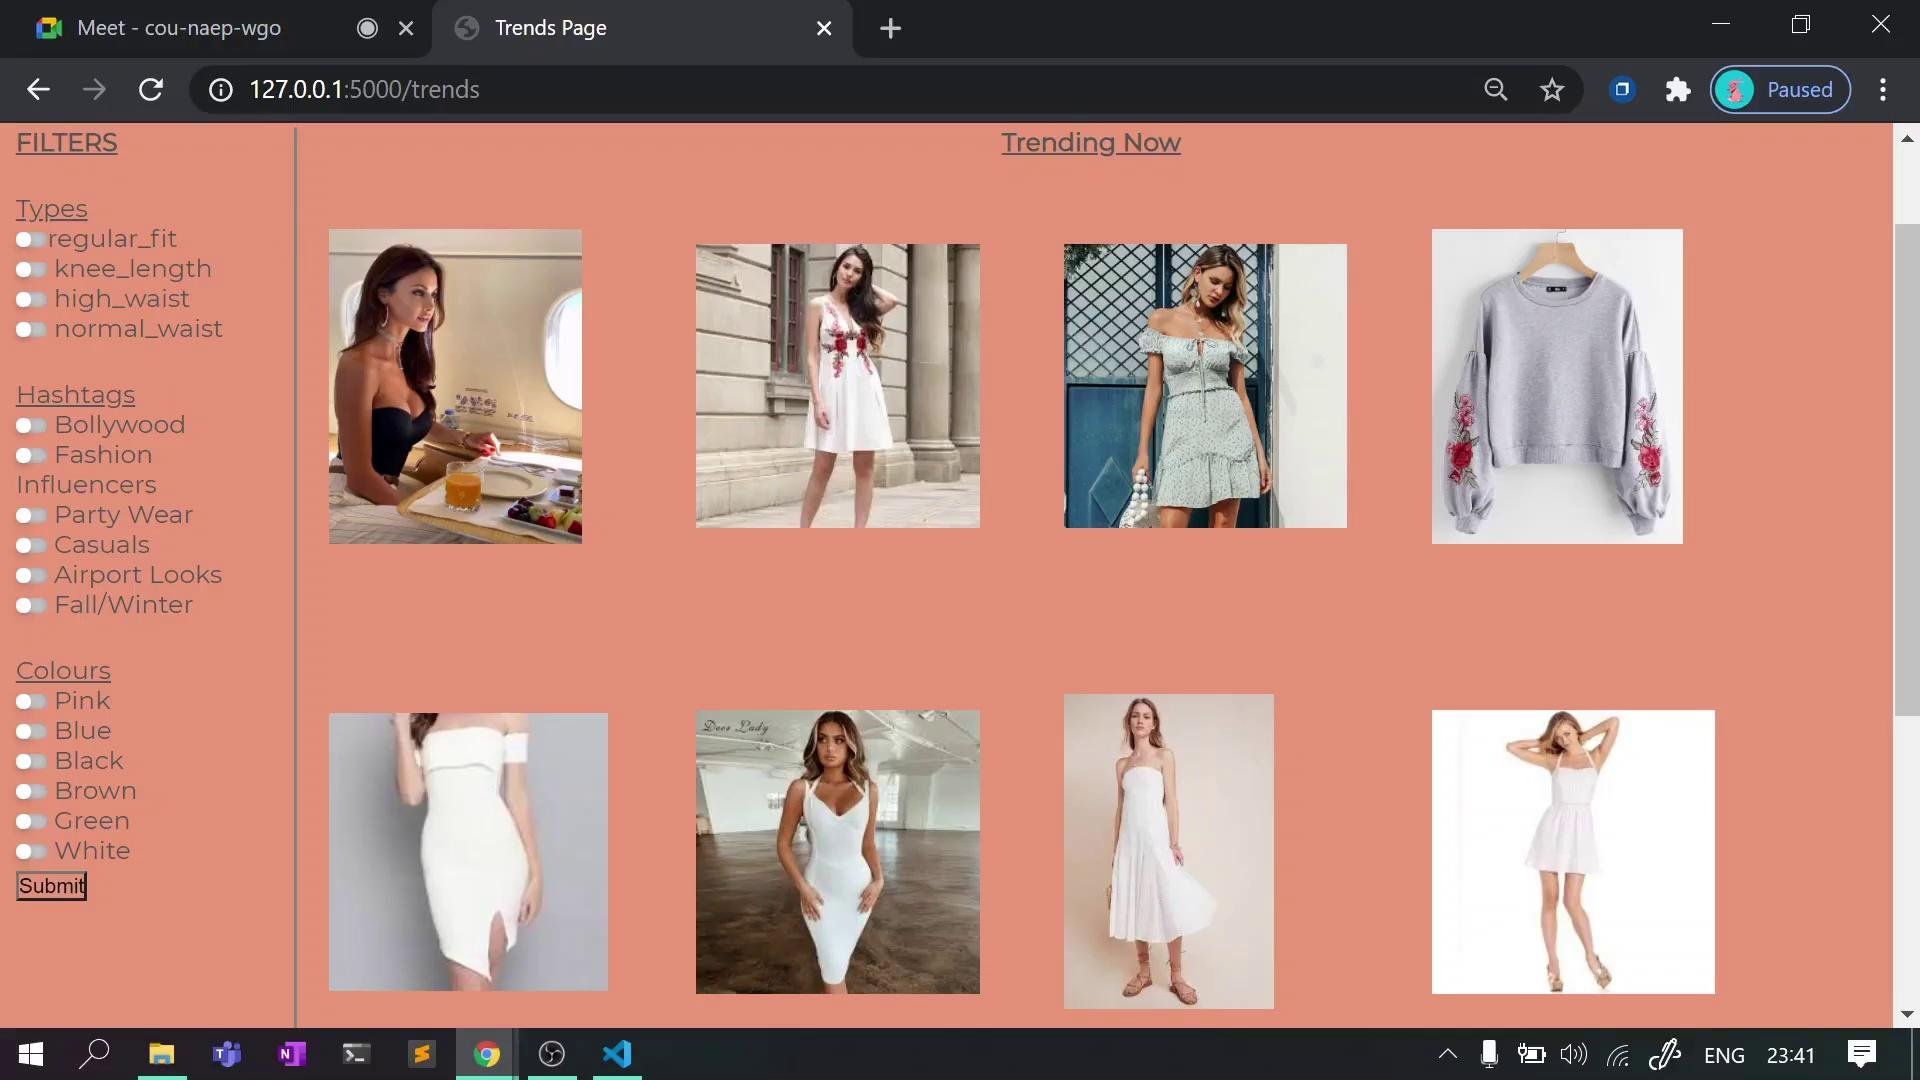 Meet - cou-naep-wgo
Trends Page
127.0.0.1:5000/trends
Paused
FILTERS
Trending Now
Types
regular_fit
knee_length
high_waist
normal_waist
Hashtags
Bollywood
Fashion
Influencers
Party Wear
Casuals
Airport Looks
Fall/Winter
Colours
Pink
Blue
Black
Brown
Green
White
Submit
Deer Lady
ENG
23:41